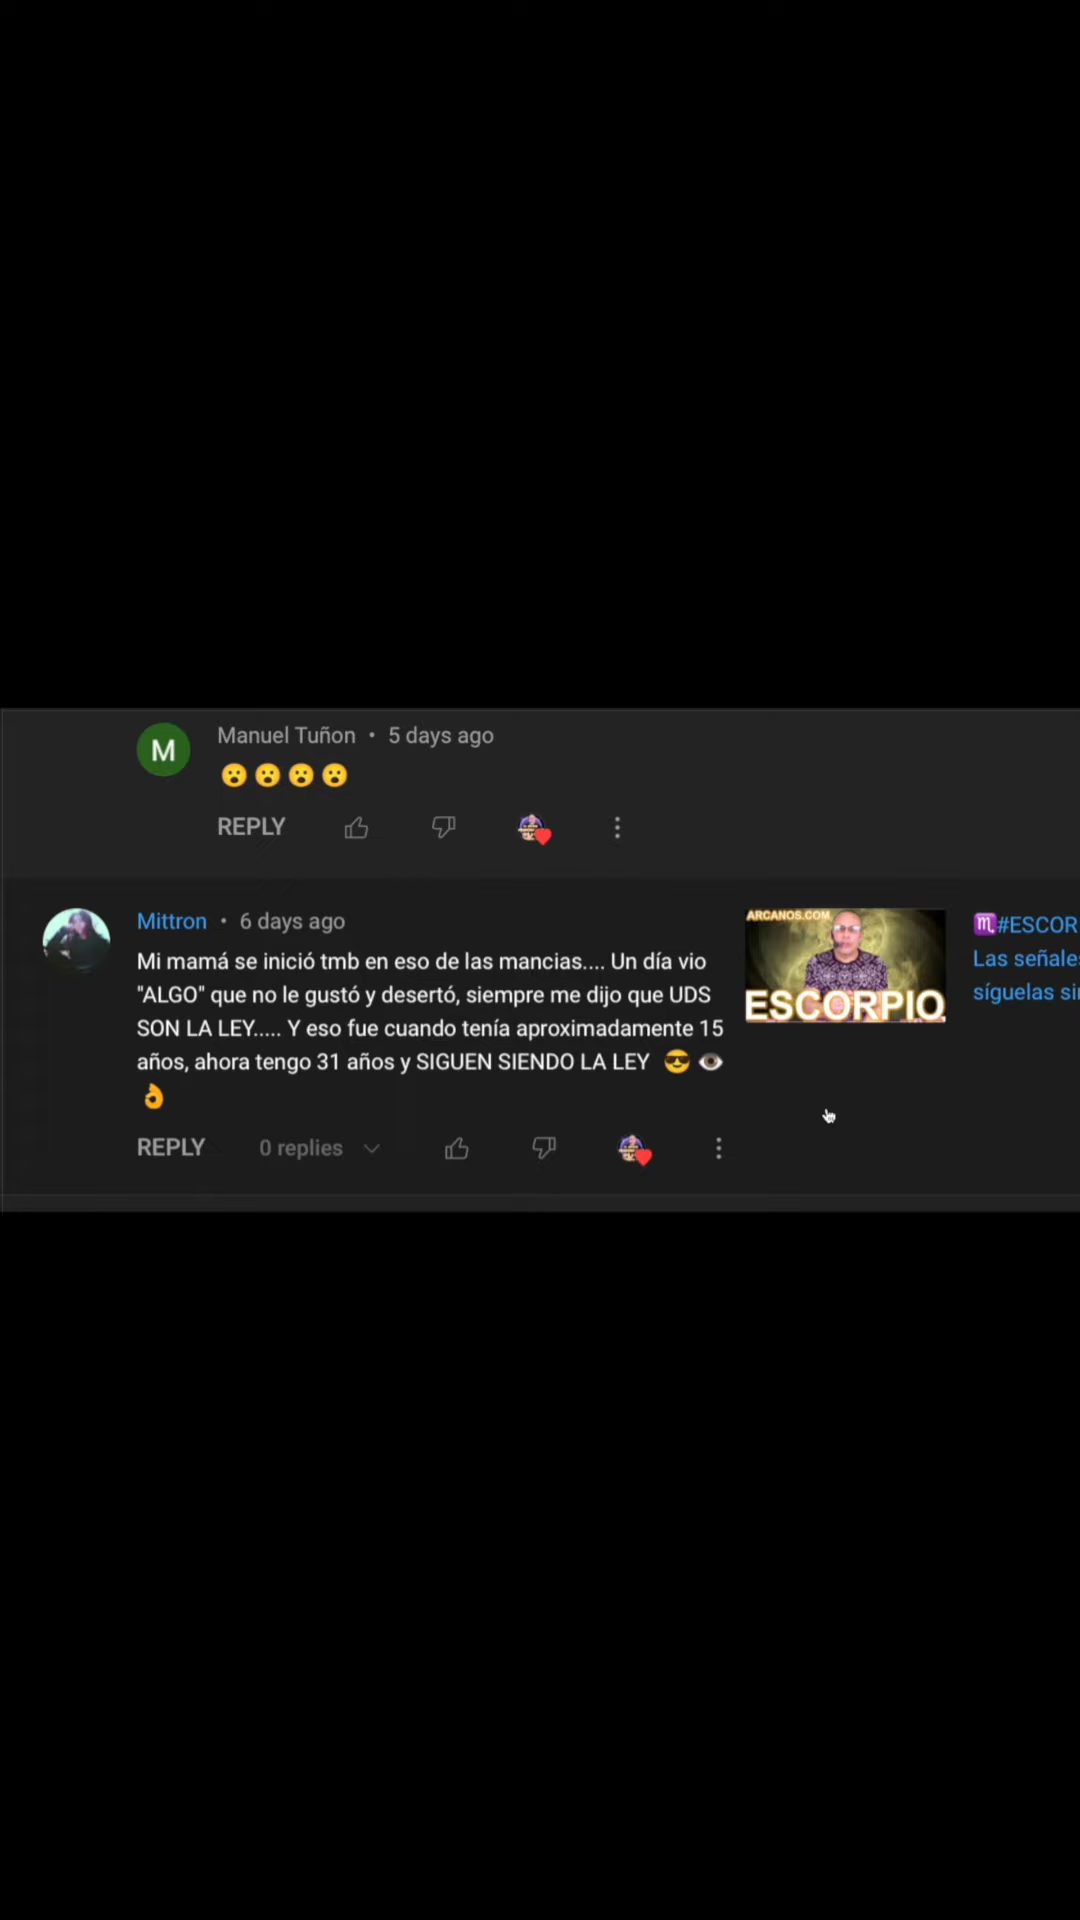 M
Manuel Tuñon • 5 days ago
😮😮😮😮
REPLY
Mittron • 6 days ago
Mi mamá se inició tmb en eso de las mancias.... Un día vio
"ALGO" que no le gustó y desertó, siempre me dijo que UDS
SON LA LEY..... Y eso fue cuando tenía aproximadamente 15
años, ahora tengo 31 años y SIGUEN SIENDO LA LEY 😎👁️
👌
REPLY 0 replies
ARCANOS.COM
ESCORPIO
♏#ESCOR
Las señales
síguelas